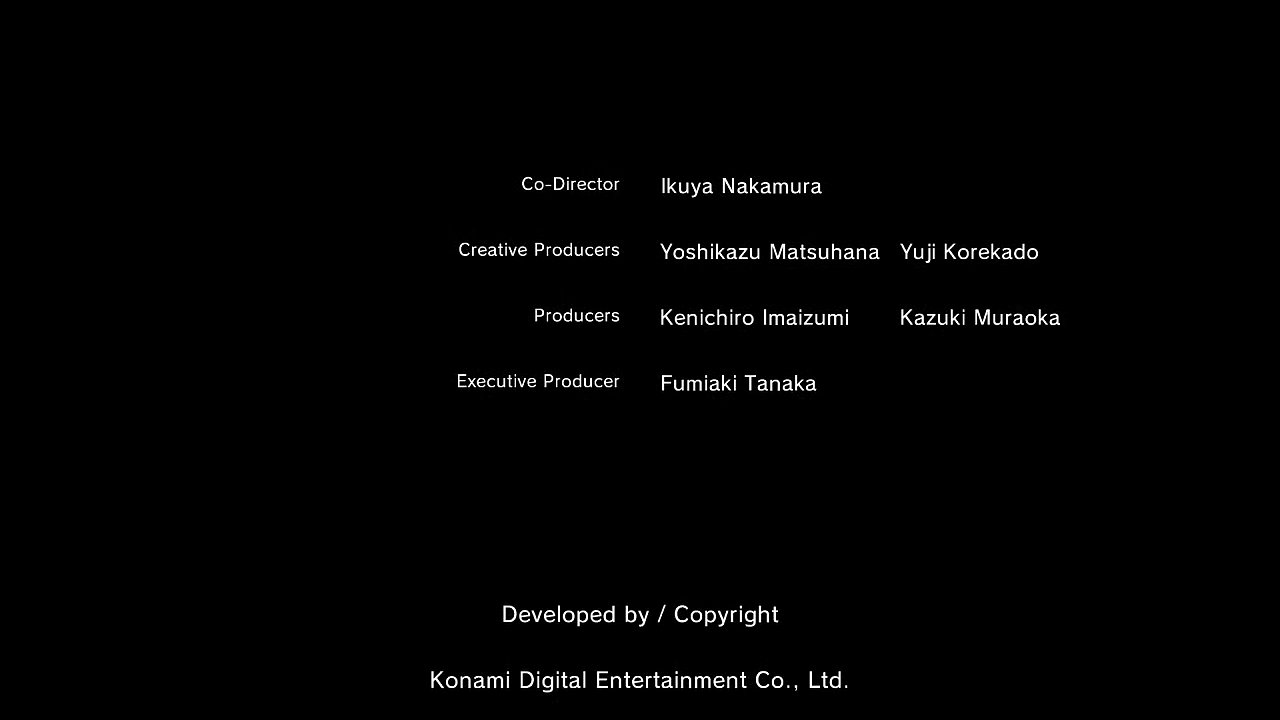 Co-Director Ikuya Nakamura
Creative Producers Yoshikazu Matsuhana Yuji Korekado
Producers Kenichiro Imaizumi Kazuki Muraoka
Executive Producer Fumiaki Tanaka
Developed by / Copyright
Konami Digital Entertainment Co., Ltd.